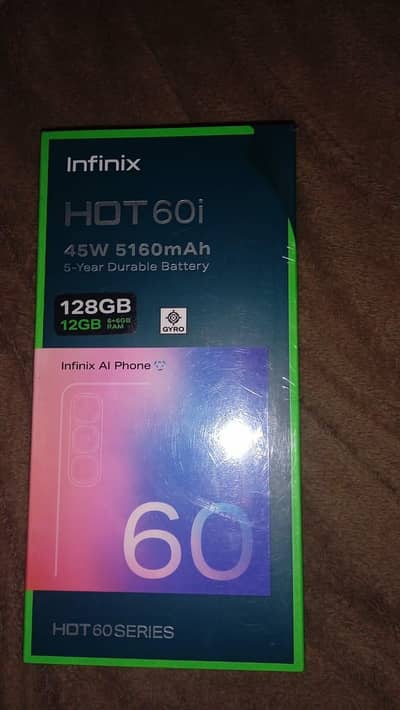 Infinix
HOT 60i
45W 5160mAh
5-Year Durable Battery
128GB
12GB 6+6GB RAM
GYRO
Infinix AI Phone
60
HOT 60 SERIES